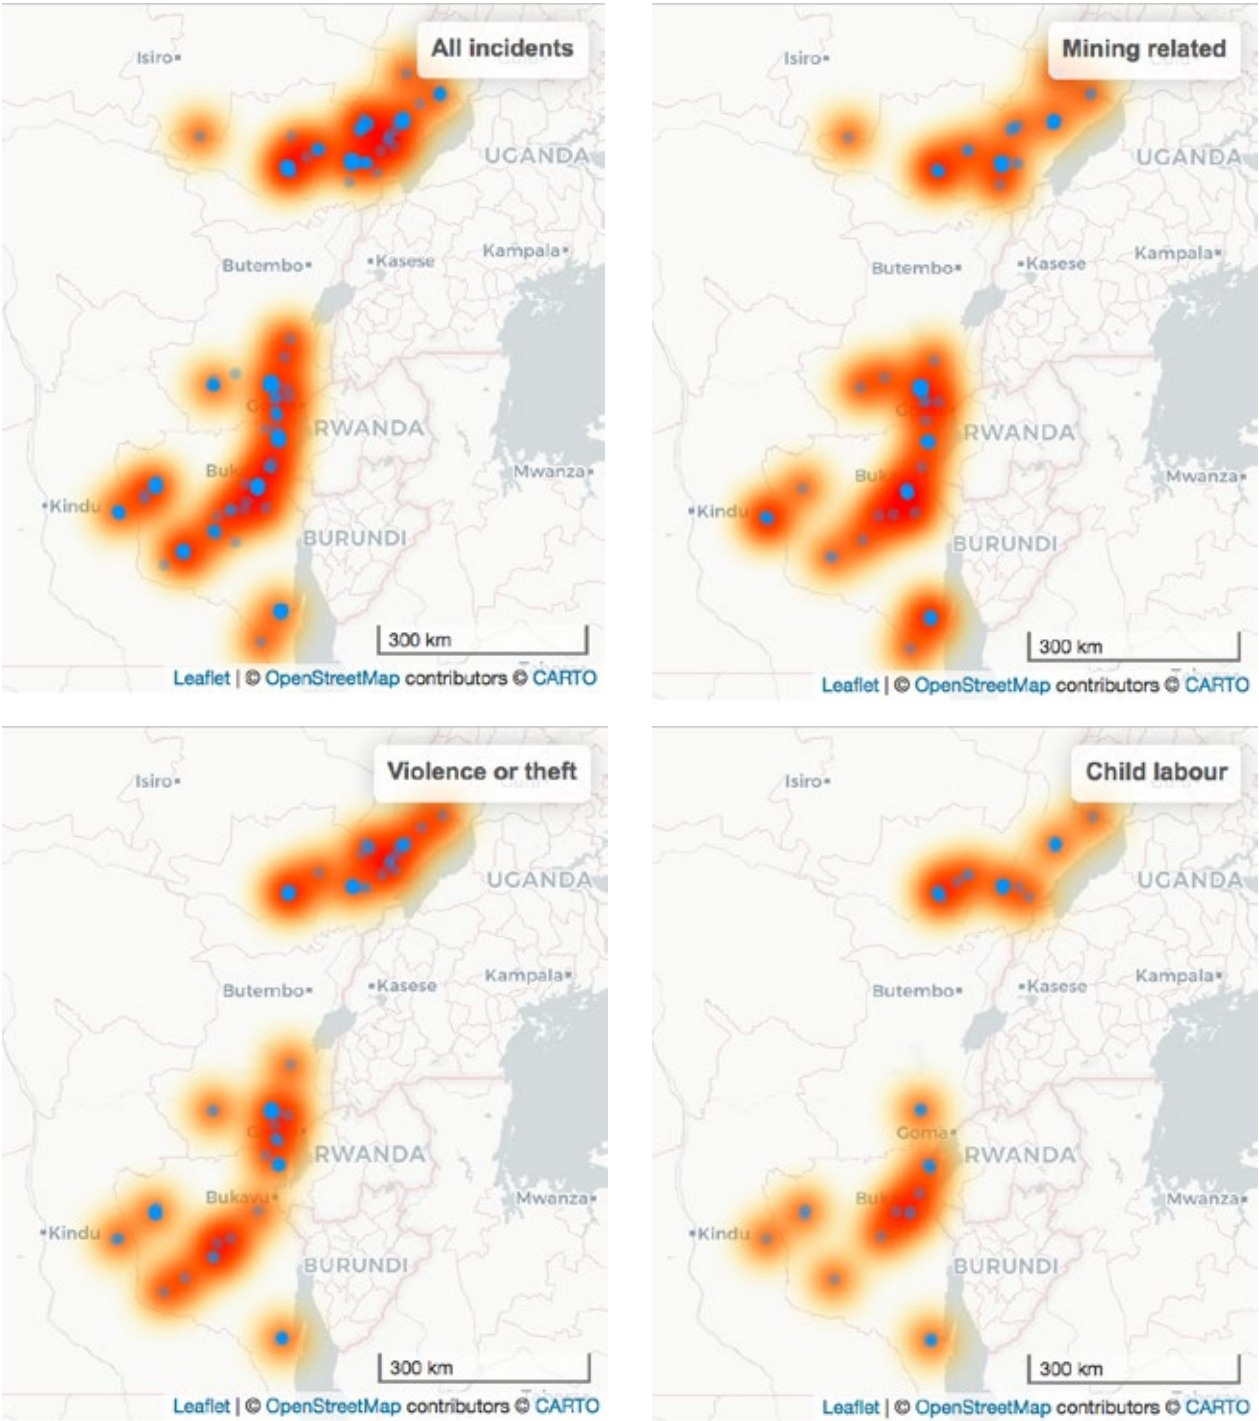 All incidents
Isiro
UGANDA
Kampala
Butembo
Kasese
RWANDA
Mwanza
Kindu
BURUNDI
300 km
Leaflet | © OpenStreetMap contributors © CARTO
Mining related
Isiro
UGANDA
Kampala
Butembo
Kasese
RWANDA
Mwanza
Kindu
BURUNDI
300 km
Leaflet | © OpenStreetMap contributors © CARTO
Violence or theft
Isiro
UGANDA
Kampala
Butembo
Kasese
RWANDA
Bukavu
Mwanza
Kindu
BURUNDI
300 km
Leaflet | © OpenStreetMap contributors © CARTO
Child labour
Isiro
UGANDA
Kampala
Butembo
Kasese
Goma
RWANDA
Mwanza
Kindu
BURUNDI
300 km
Leaflet | © OpenStreetMap contributors © CARTO